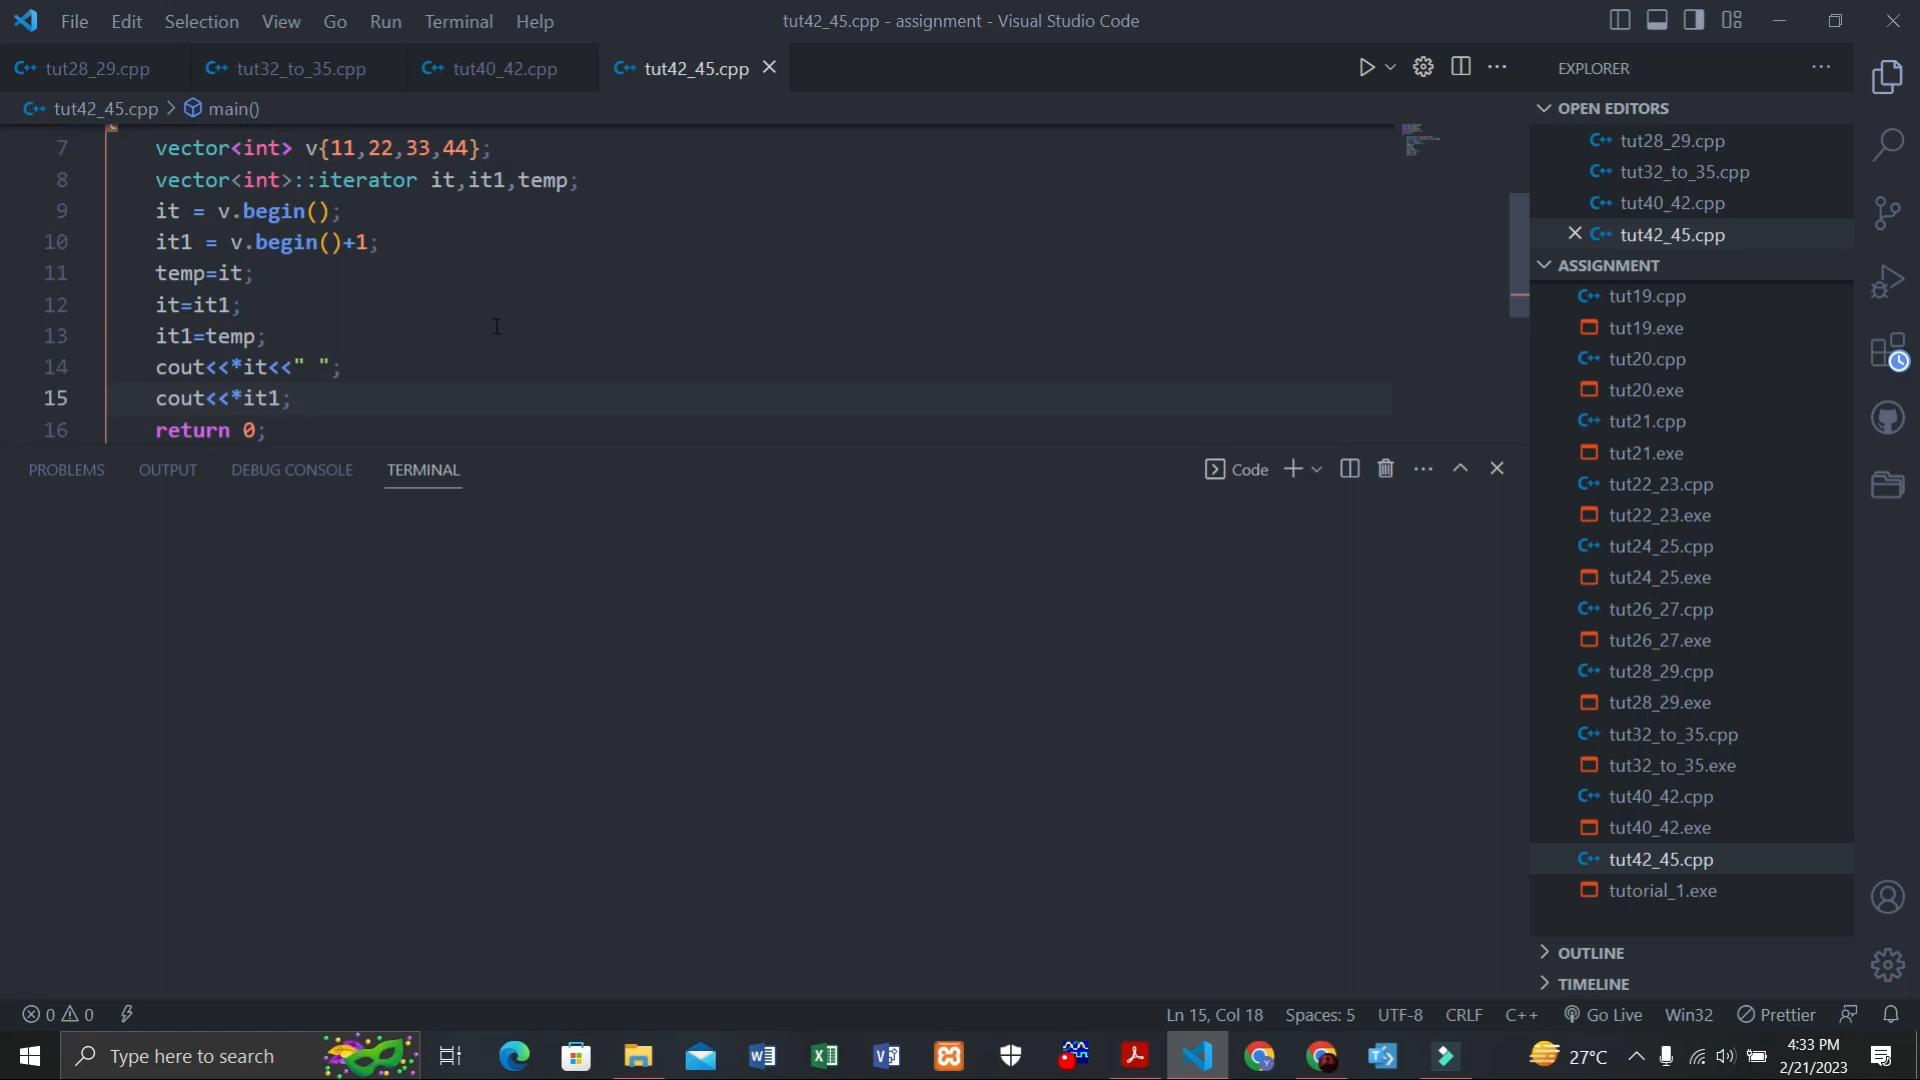 File Edit Selection View Go Run Terminal Help
tut42_45.cpp - assignment - Visual Studio Code
tut28_29.cpp tut32_to_35.cpp tut40_42.cpp tut42_45.cpp
tut42_45.cpp > main()
7 vector<int> v{11,22,33,44};
8 vector<int>::iterator it,it1,temp;
9 it = v.begin();
10 it1 = v.begin()+1;
11 temp=it;
12 it=it1;
13 it1=temp;
14 cout<<*it<<" ";
15 cout<<*it1;
16 return 0;
PROBLEMS OUTPUT DEBUG CONSOLE TERMINAL
Code
EXPLORER
OPEN EDITORS
tut28_29.cpp
tut32_to_35.cpp
tut40_42.cpp
tut42_45.cpp
ASSIGNMENT
tut19.cpp
tut19.exe
tut20.cpp
tut20.exe
tut21.cpp
tut21.exe
tut22_23.cpp
tut22_23.exe
tut24_25.cpp
tut24_25.exe
tut26_27.cpp
tut26_27.exe
tut28_29.cpp
tut28_29.exe
tut32_to_35.cpp
tut32_to_35.exe
tut40_42.cpp
tut40_42.exe
tut42_45.cpp
tutorial_1.exe
OUTLINE
TIMELINE
0 0
Ln 15, Col 18 Spaces: 5 UTF-8 CRLF C++ Go Live Win32 Prettier
Type here to search
27°C
4:33 PM
2/21/2023